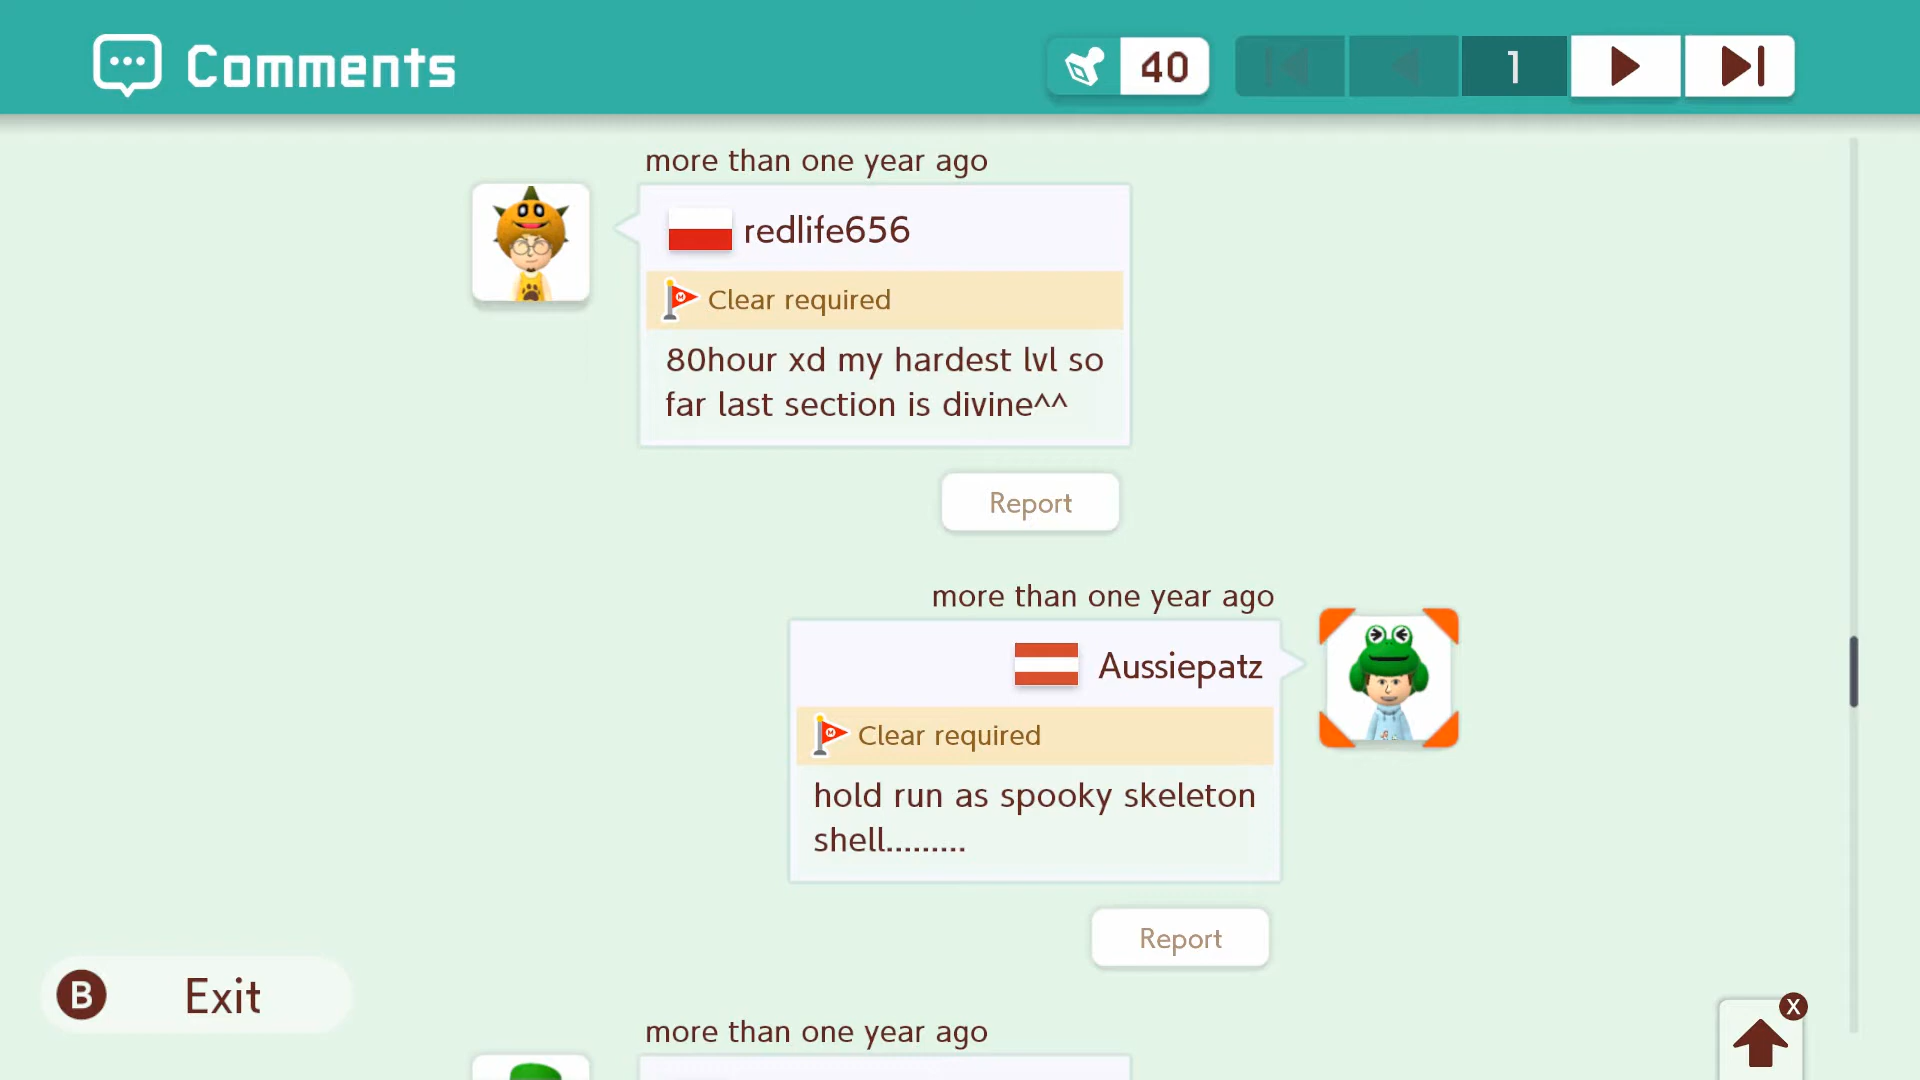 Comments
40
1
more than one year ago
redlife656
Clear required
80hour xd my hardest lvl so
far last section is divine^^
Report
more than one year ago
Aussiepatz
M
Clear required
hold run as spooky skeleton
shell.........
Report
B Exit
more than one year ago
X